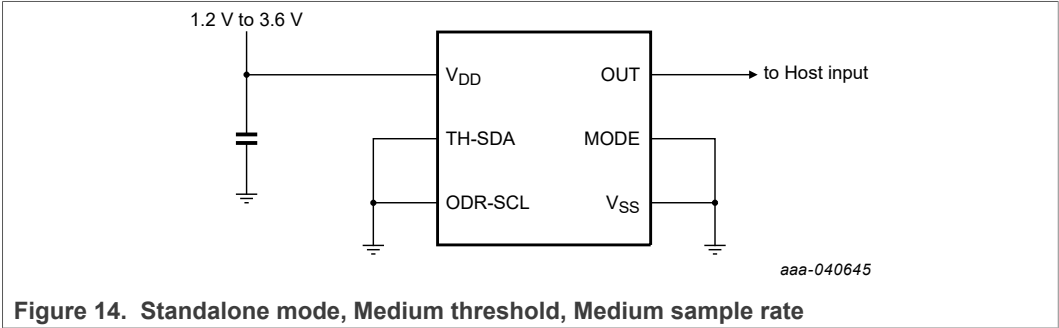 1.2 V to 3.6 V
VDD
OUT
to Host input
TH-SDA
MODE
ODR-SCL
VSS
aaa-040645
Figure 14. Standalone mode, Medium threshold, Medium sample rate